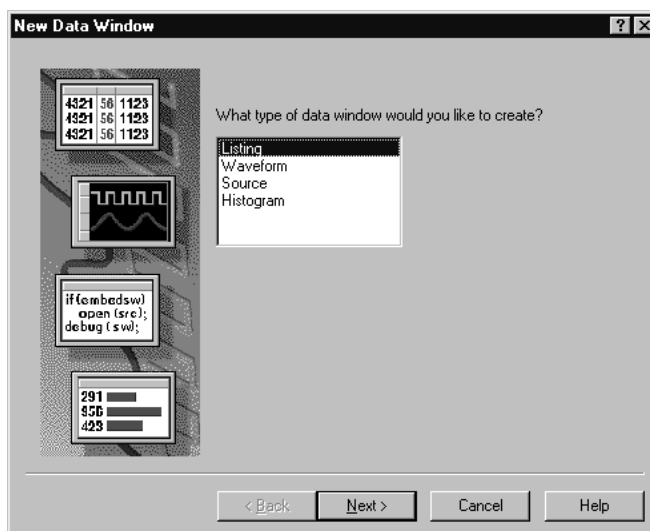 New Data Window
4321 56 1123
4321 56 1123
4321 56 1123
What type of data window would you like to create?
Listing
Waveform
Source
Histogram
if(embedsw)
open (src);
debug ( sw);
291
956
423
< Back
Next >
Cancel
Help